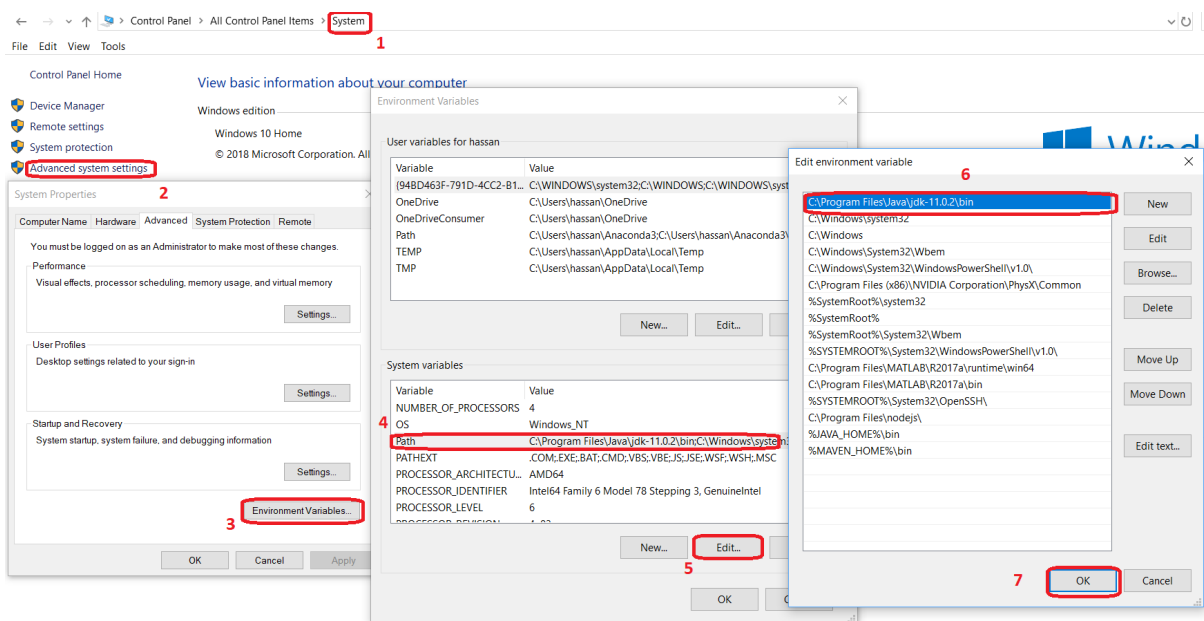 Control Panel > All Control Panel Items > System
1
File Edit View Tools
Control Panel Home
Device Manager
Remote settings
System protection
Advanced system settings
2
View basic information about your computer
Windows edition
Windows 10 Home
© 2018 Microsoft Corporation. All
System Properties
Computer Name Hardware Advanced System Protection Remote
You must be logged on as an Administrator to make most of these changes.
Performance
Visual effects, processor scheduling, memory usage, and virtual memory
Settings...
User Profiles
Desktop settings related to your sign-in
Settings...
Startup and Recovery
System startup, system failure, and debugging information
Settings...
Environment Variables...
3
OK Cancel Apply
Environment Variables
User variables for hassan
Variable Value
{94BD463F-791D-4CC2-B1... C:\WINDOWS\system32;C:\WINDOWS;C:\WINDOWS\syst
OneDrive C:\Users\hassan\OneDrive
OneDriveConsumer C:\Users\hassan\OneDrive
Path C:\Users\hassan\Anaconda3;C:\Users\hassan\Anaconda3\
TEMP C:\Users\hassan\AppData\Local\Temp
TMP C:\Users\hassan\AppData\Local\Temp
New... Edit...
System variables
Variable Value
NUMBER_OF_PROCESSORS 4
4
OS Windows_NT
Path C:\Program Files\Java\jdk-11.0.2\bin;C:\Windows\system3
PATHEXT .COM;.EXE;.BAT;.CMD;.VBS;.VBE;.JS;.JSE;.WSF;.WSH;.MSC
PROCESSOR_ARCHITECTU... AMD64
PROCESSOR_IDENTIFIER Intel64 Family 6 Model 78 Stepping 3, GenuineIntel
PROCESSOR_LEVEL 6
New... Edit...
5
OK
Edit environment variable
6
C:\Program Files\Java\jdk-11.0.2\bin
C:\Windows\system32
C:\Windows
C:\Windows\System32\Wbem
C:\Windows\System32\WindowsPowerShell\v1.0\
C:\Program Files (x86)\NVIDIA Corporation\PhysX\Common
%SystemRoot%\system32
%SystemRoot%
%SystemRoot%\System32\Wbem
%SYSTEMROOT%\System32\WindowsPowerShell\v1.0\
C:\Program Files\MATLAB\R2017a\runtime\win64
C:\Program Files\MATLAB\R2017a\bin
%SYSTEMROOT%\System32\OpenSSH\
C:\Program Files\nodejs\
%JAVA_HOME%\bin
%MAVEN_HOME%\bin
New
Edit
Browse...
Delete
Move Up
Move Down
Edit text...
7
OK Cancel